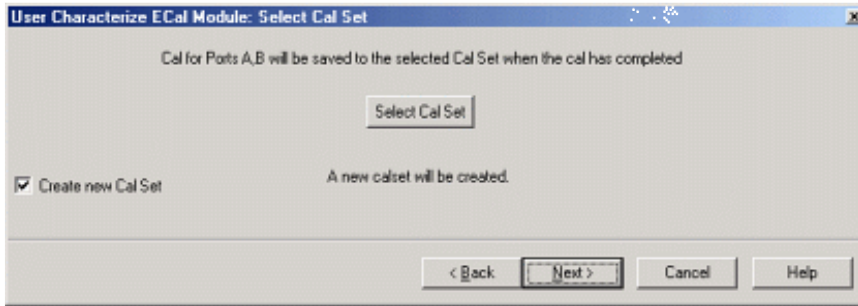 User Characterize ECal Module: Select Cal Set
Cal for Ports A,B will be saved to the selected Cal Set when the cal has completed
Select Cal Set
Create new Cal Set
A new calset will be created.
< Back
Next >
Cancel
Help